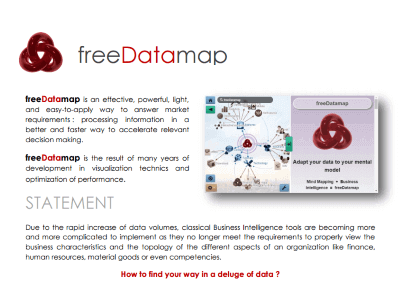 freeDatamap
freeDatamap is an effective, powerful, light,
and easy-to-apply way to answer market
requirements : processing information in a
better and faster way to accelerate relevant
decision making.
freeDatamap is the result of many years of
development in visualization technics and
optimization of performance.
freeDatamap
Adapt your data to your mental
model
Mind Mapping + Business
Intelligence = freeDatamap
STATEMENT
Due to the rapid increase of data volumes, classical Business Intelligence tools are becoming more
and more complicated to implement as they no longer meet the requirements to properly view the
business characteristics and the topology of the different aspects of an organization like finance,
human resources, material goods or even competencies.
How to find your way in a deluge of data ?